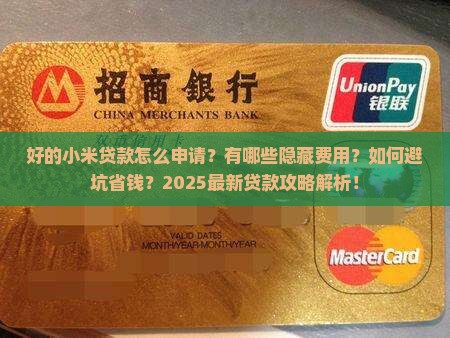 招商銀行
CHINA MERCHANTS BANK
UnionPay
银联
好的小米贷款怎么申请？有哪些隐藏费用？如何避
坑省钱？2025最新贷款攻略解析！
VALID DATES
MONTH/YEAR-MONTH/YEAR
MasterCard